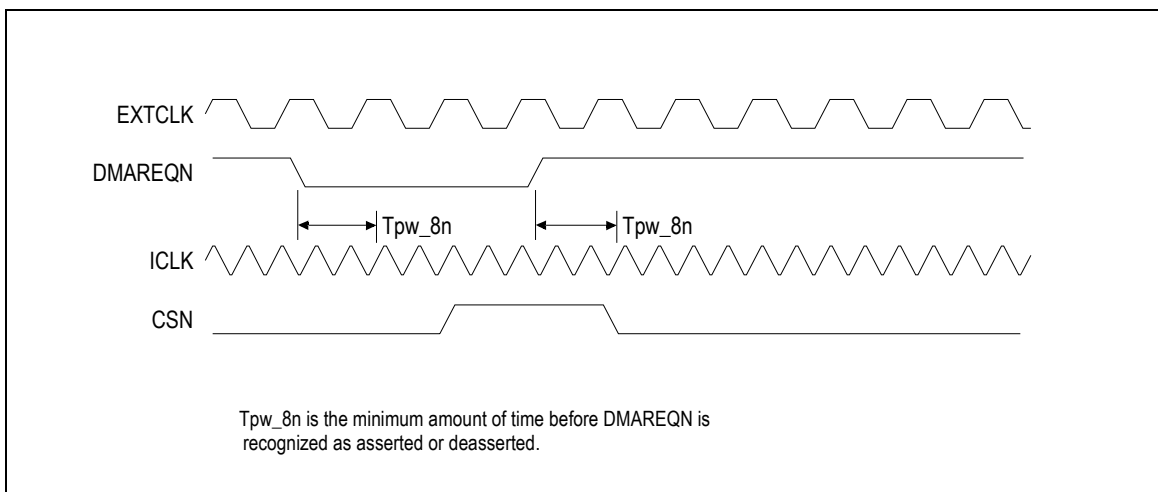 EXTCLK
DMAREQN
Tpw_8n
Tpw_8n
ICLK
CSN
Tpw_8n is the minimum amount of time before DMAREQN is
recognized as asserted or deasserted.